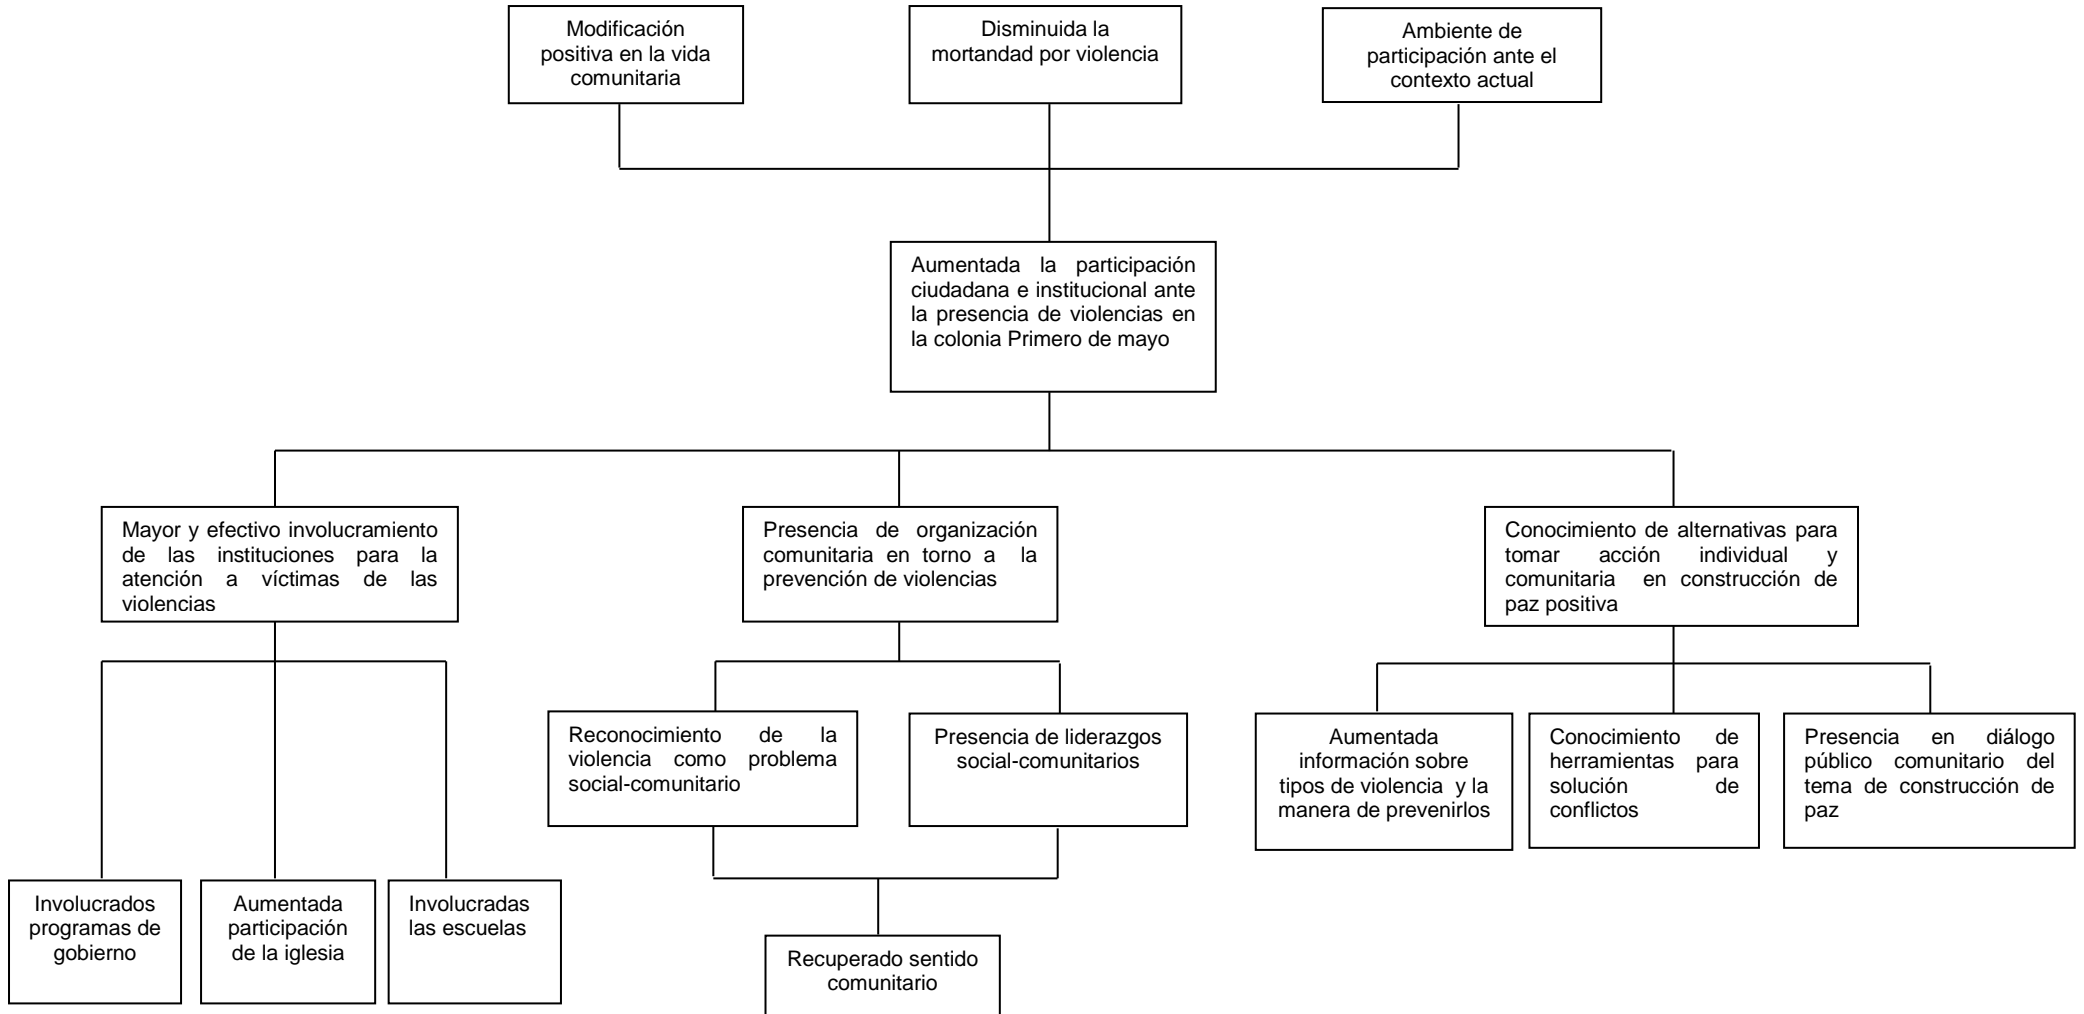 Modificación
positiva en la vida
comunitaria
Disminuida la
mortandad por violencia
Ambiente de
participación ante el
contexto actual
Aumentada la participación
ciudadana e institucional ante
la presencia de violencias en
la colonia Primero de mayo
Mayor y efectivo involucramiento
de las instituciones para la
atención a víctimas de las
violencias
Presencia de organización
comunitaria en torno a la
prevención de violencias
Conocimiento de alternativas para
tomar acción individual y
comunitaria en construcción de
paz positiva
Reconocimiento de la
violencia como problema
social-comunitario
Presencia de liderazgos
social-comunitarios
Aumentada
información sobre
tipos de violencia y la
manera de prevenirlos
Conocimiento de
herramientas para
solución de
conflictos
Presencia en diálogo
público comunitario del
tema de construcción de
paz
Involucrados
programas de
gobierno
Aumentada
participación
de la iglesia
Involucradas
las escuelas
Recuperado sentido
comunitario